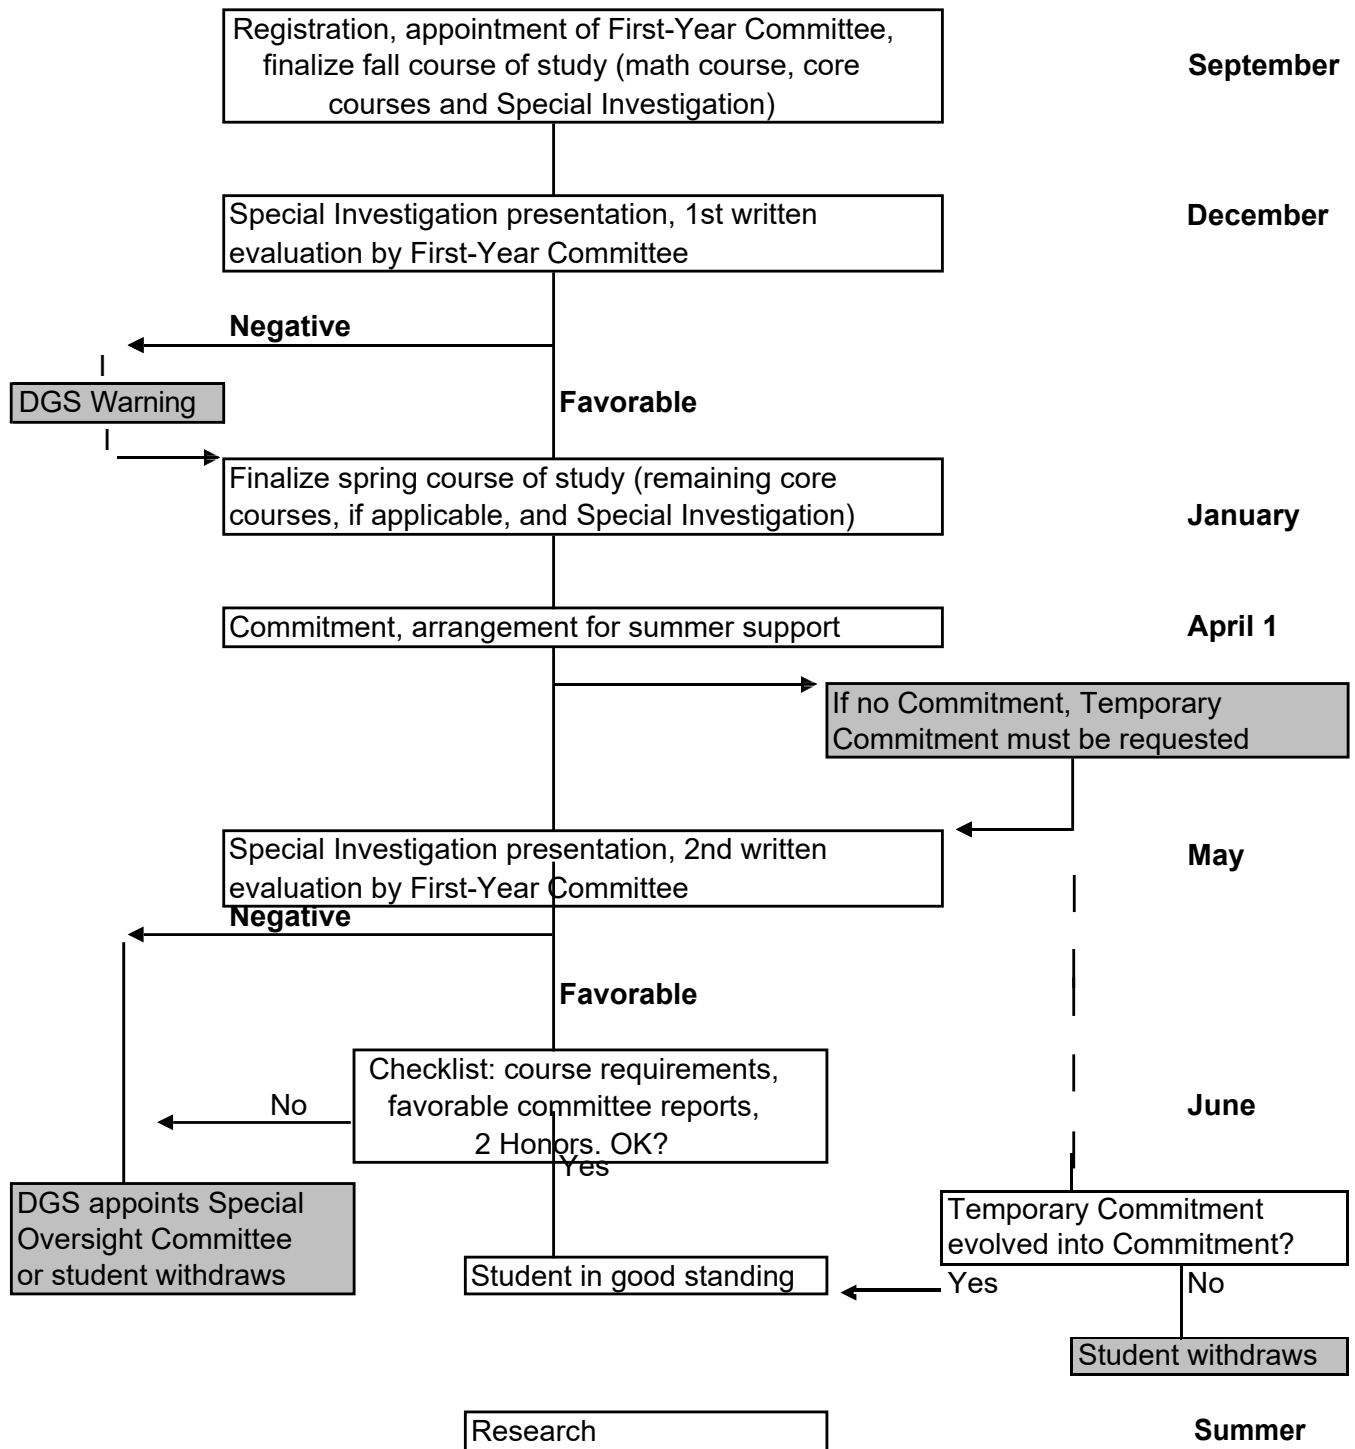 Registration, appointment of First-Year Committee,
finalize fall course of study (math course, core
courses and Special Investigation)
September
Special Investigation presentation, 1st written
evaluation by First-Year Committee
December
Negative
DGS Warning
Favorable
Finalize spring course of study (remaining core
courses, if applicable, and Special Investigation)
January
Commitment, arrangement for summer support
April 1
If no Commitment, Temporary
Commitment must be requested
Special Investigation presentation, 2nd written
evaluation by First-Year Committee
May
Negative
Favorable
Checklist: course requirements,
favorable committee reports,
2 Honors. OK?
No
June
Yes
DGS appoints Special
Oversight Committee
or student withdraws
Temporary Commitment
evolved into Commitment?
Student in good standing
Yes
No
Student withdraws
Research
Summer